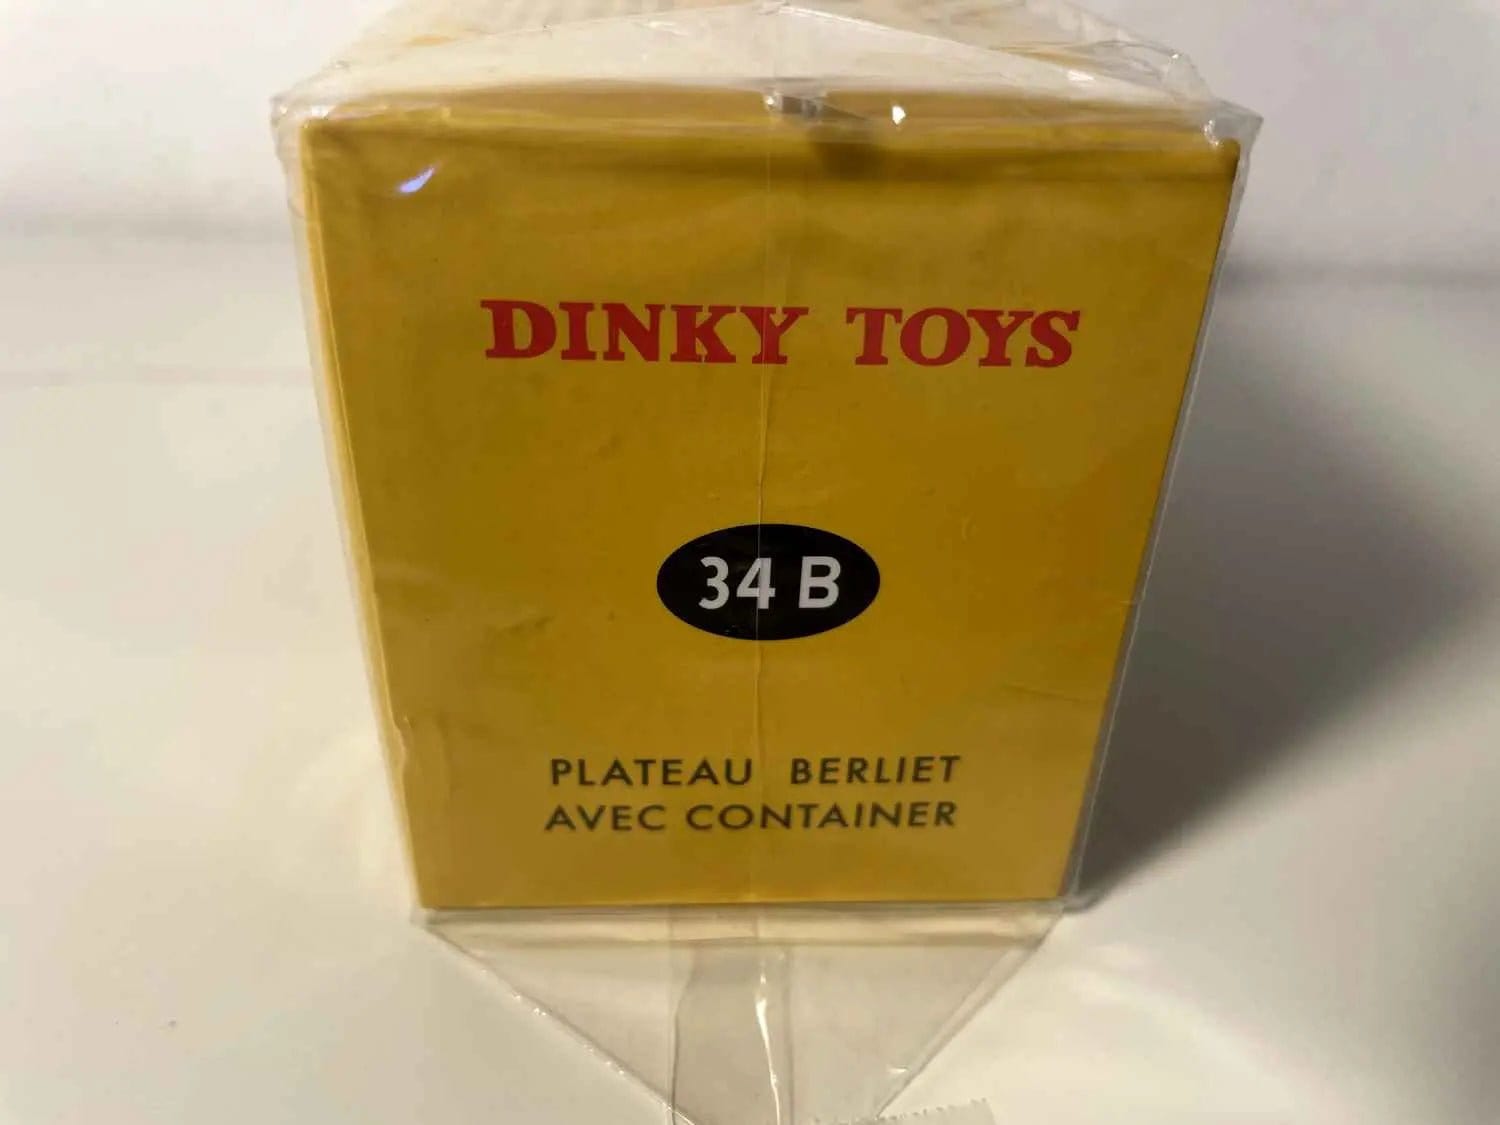 DINKY TOYS
34 B
PLATEAU BERLIET
AVEC CONTAINER